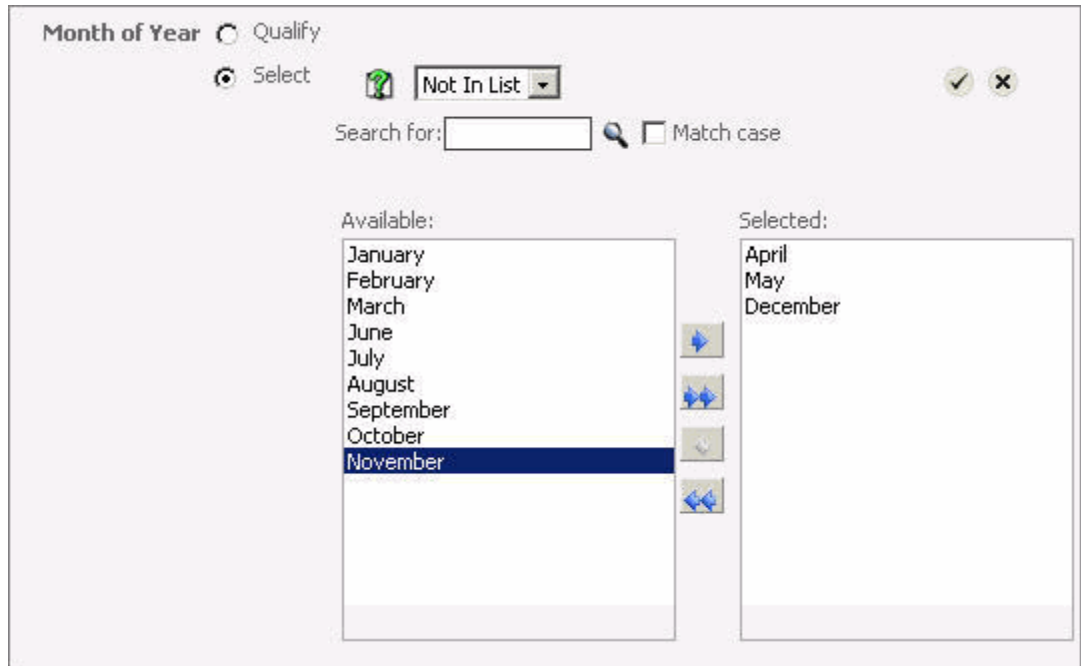 Month of Year Qualify
Select Not In List
Search for: Match case
Available: Selected:
January April
February May
March December
June
July
August
September
October
November